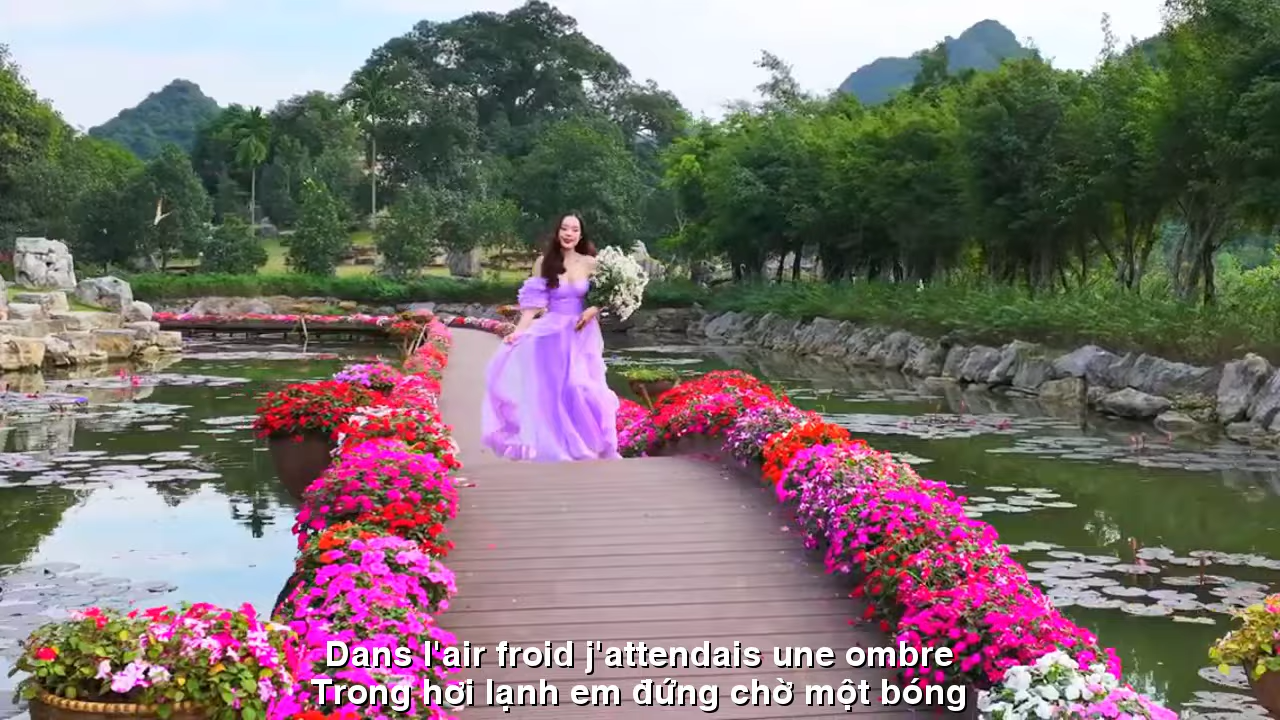 Dans l'air froid j'attendais une ombre
Trong hơi lạnh em đứng chờ một bóng